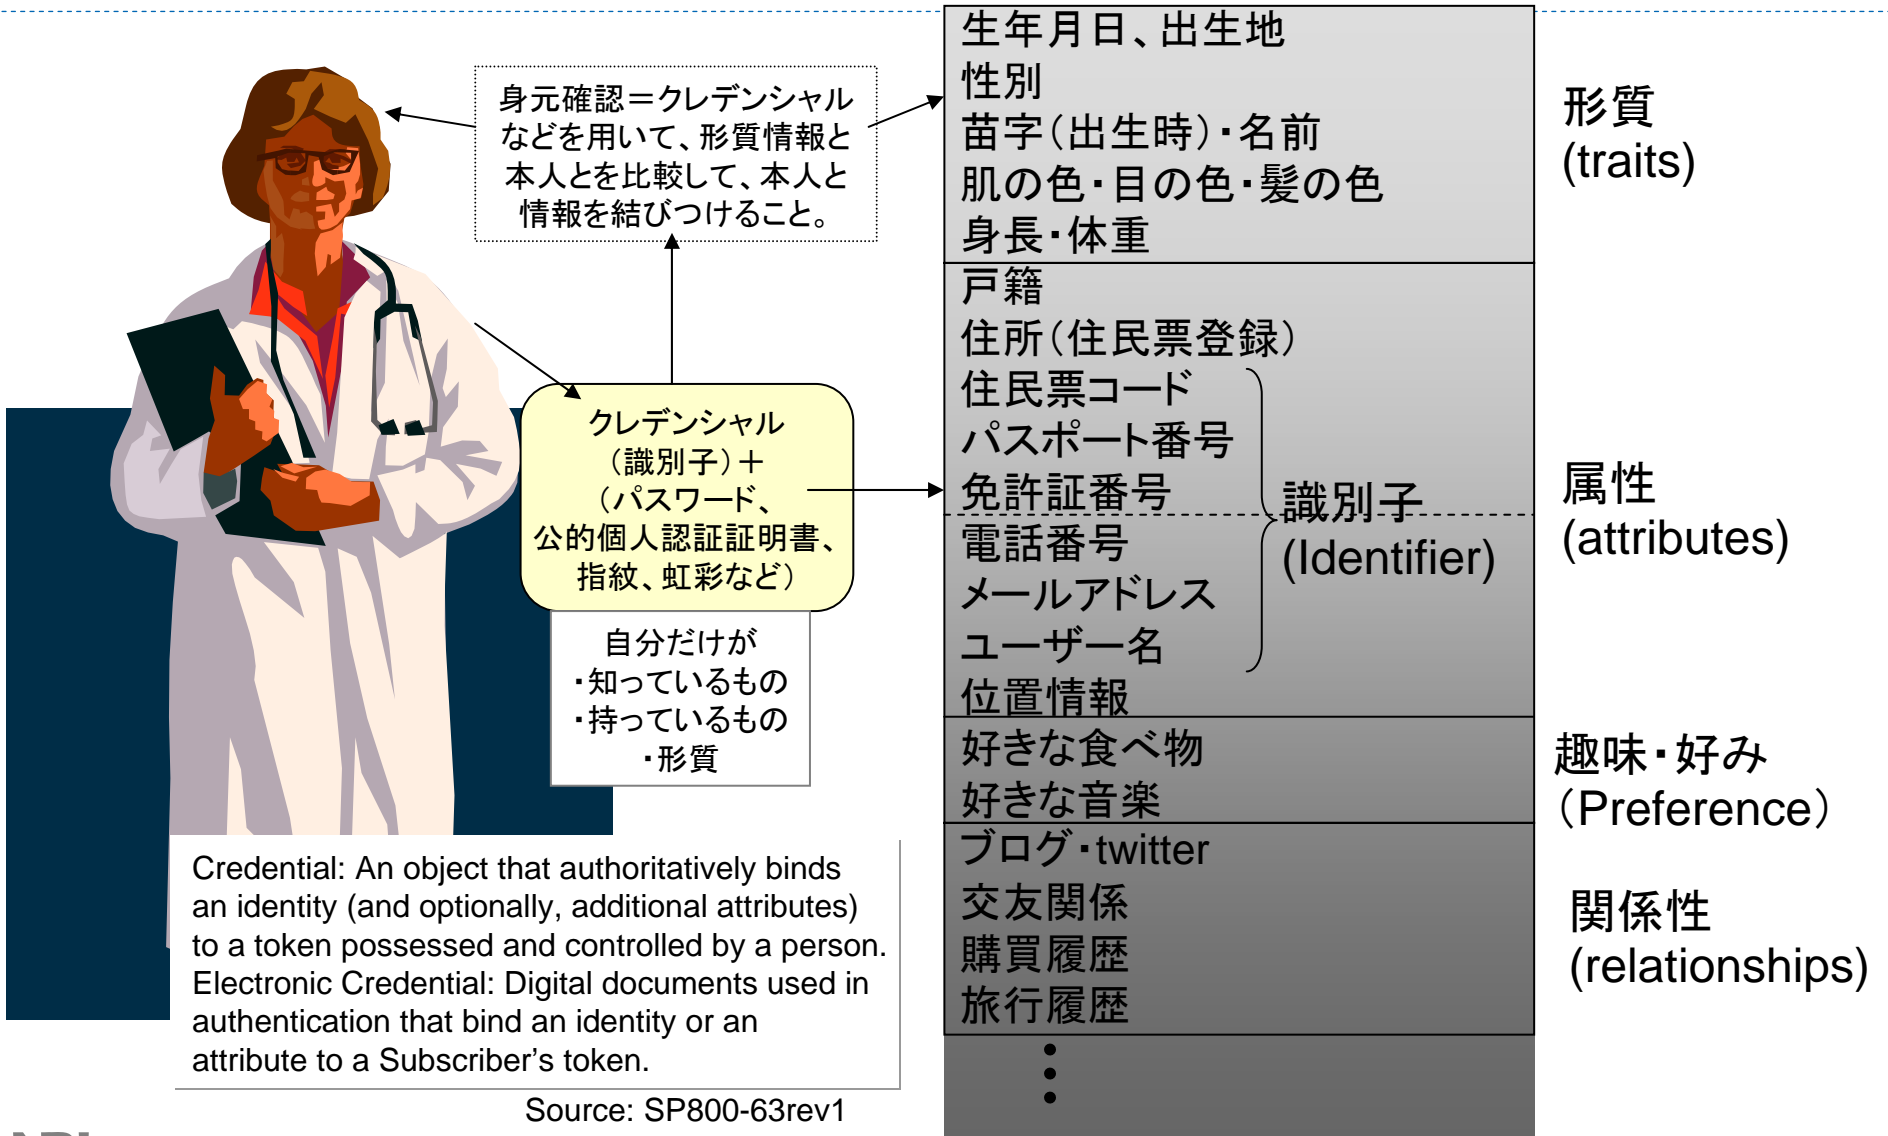 身元確認＝クレデンシャル
などを用いて、形質情報と
本人とを比較して、本人と
情報を結びつけること。
クレデンシャル
（識別子）＋
（パスワード、
公的個人認証証明書、
指紋、虹彩など）
自分だけが
・知っているもの
・持っているもの
・形質
Credential: An object that authoritatively binds
an identity (and optionally, additional attributes)
to a token possessed and controlled by a person.
Electronic Credential: Digital documents used in
authentication that bind an identity or an
attribute to a Subscriber’s token.
Source: SP800-63rev1
生年月日、出生地
性別
苗字（出生時）・名前
肌の色・目の色・髪の色
身長・体重
形質
(traits)
戸籍
住所（住民票登録）
住民票コード
パスポート番号
免許証番号
電話番号
メールアドレス
ユーザー名
位置情報
識別子
(Identifier)
属性
(attributes)
好きな食べ物
好きな音楽
趣味・好み
（Preference）
ブログ・twitter
交友関係
購買履歴
旅行履歴
関係性
(relationships)